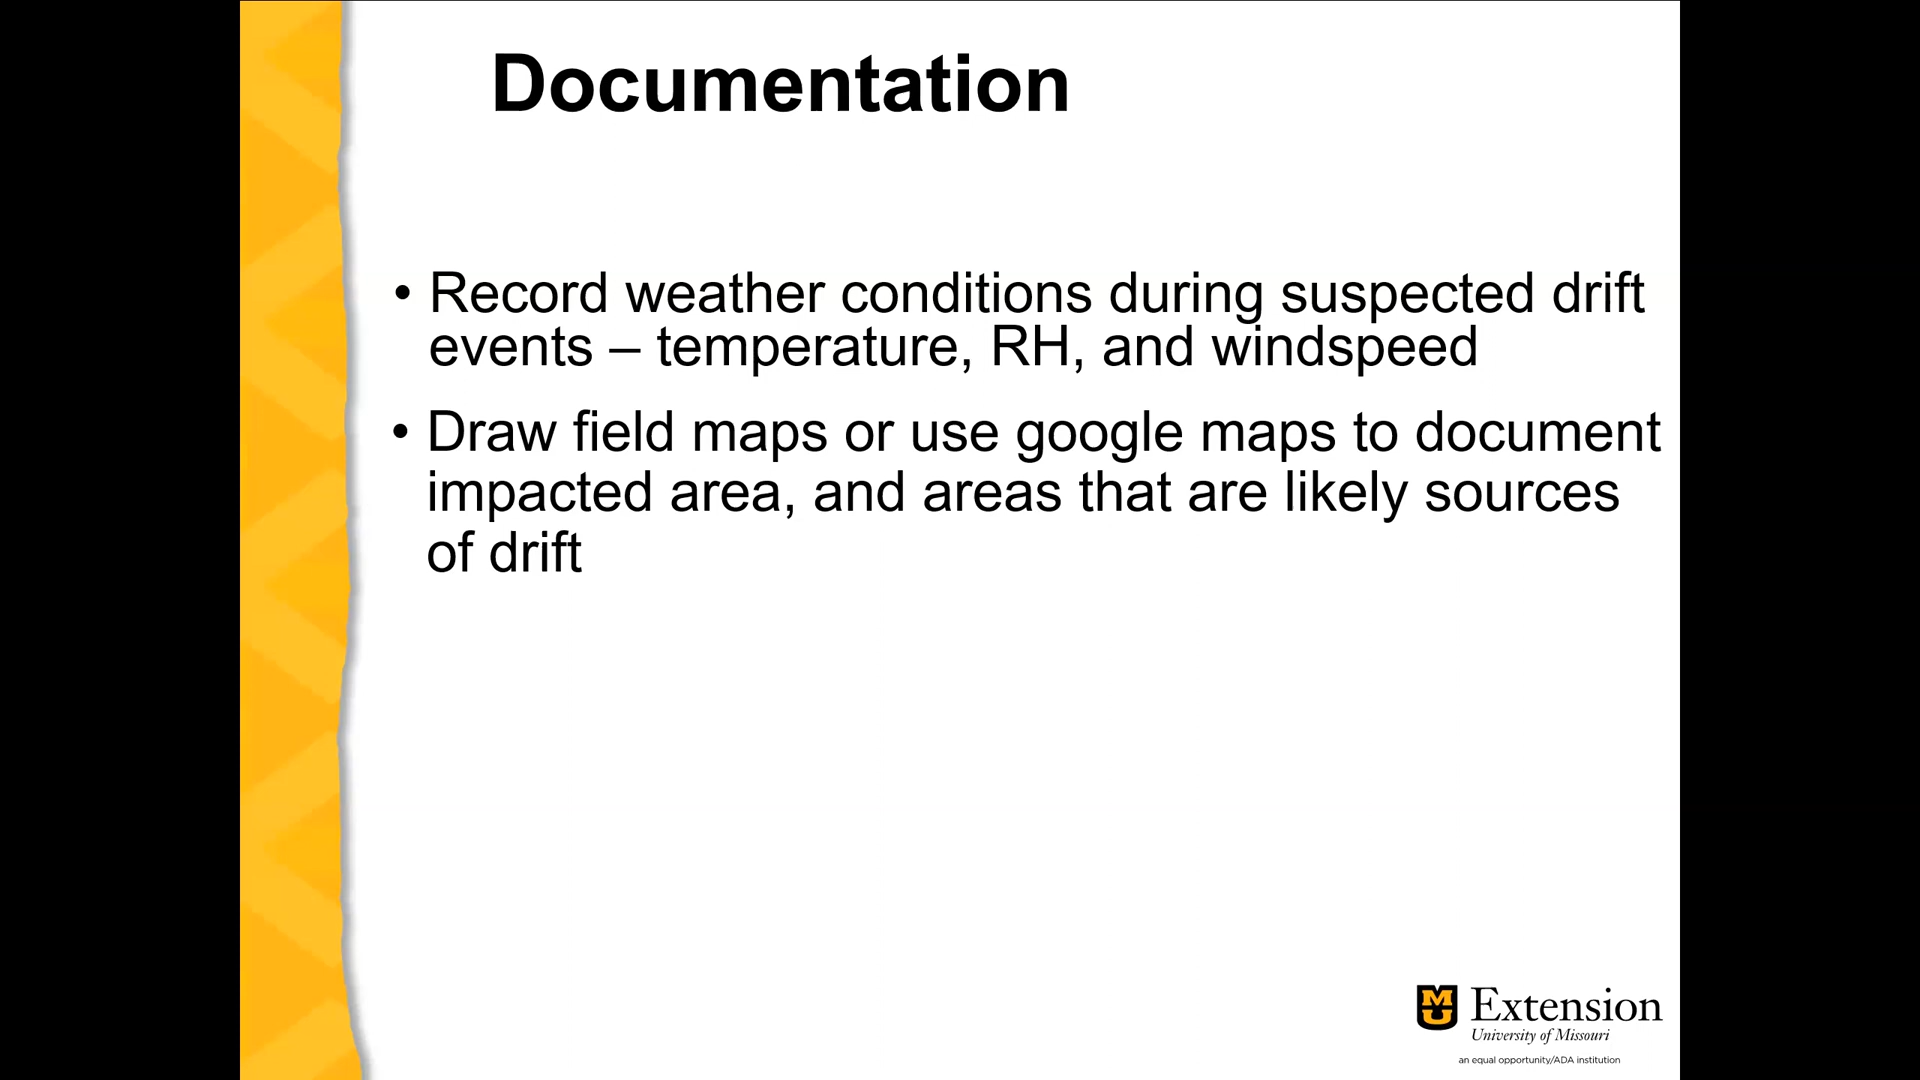 Documentation
• Record weather conditions during suspected drift
events – temperature, RH, and windspeed
• Draw field maps or use google maps to document
impacted area, and areas that are likely sources
of drift
MU
Extension
University of Missouri
an equal opportunity/ADA institution